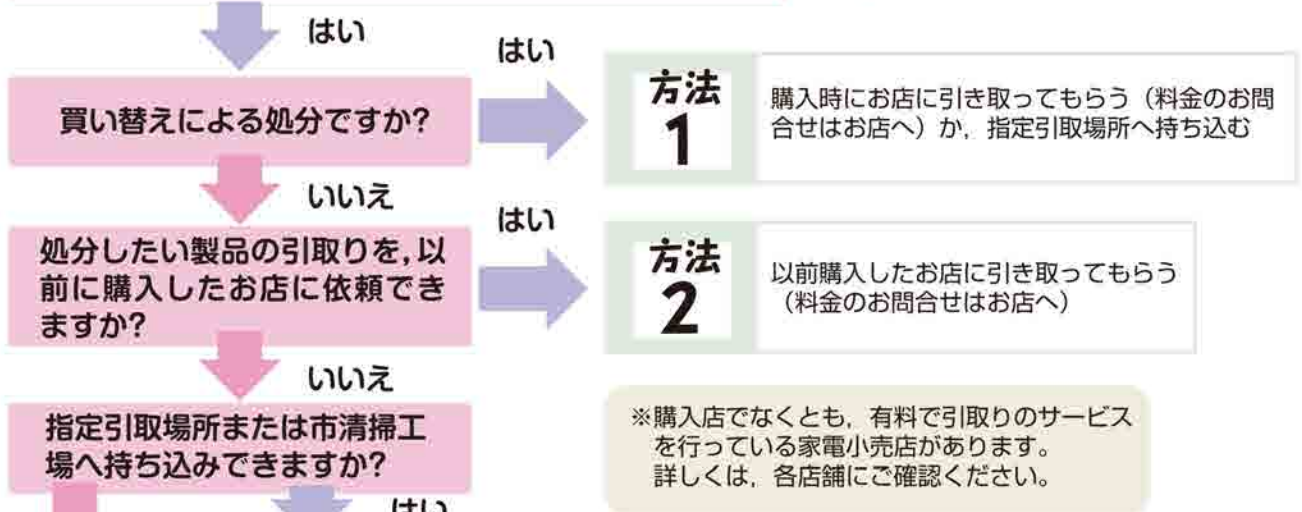 はい
はい
買い替えによる処分ですか?
方法
1
購入時にお店に引き取ってもらう（料金のお問
合せはお店へ）か，指定引取場所へ持ち込む
いいえ
はい
処分したい製品の引取りを，以
前に購入したお店に依頼でき
ますか?
方法
2
以前購入したお店に引き取ってもらう
（料金のお問合せはお店へ）
いいえ
指定引取場所または市清掃工
場へ持ち込みできますか?
※購入店でなくとも，有料で引取りのサービス
を行っている家電小売店があります。
詳しくは，各店舗にご確認ください。
はい